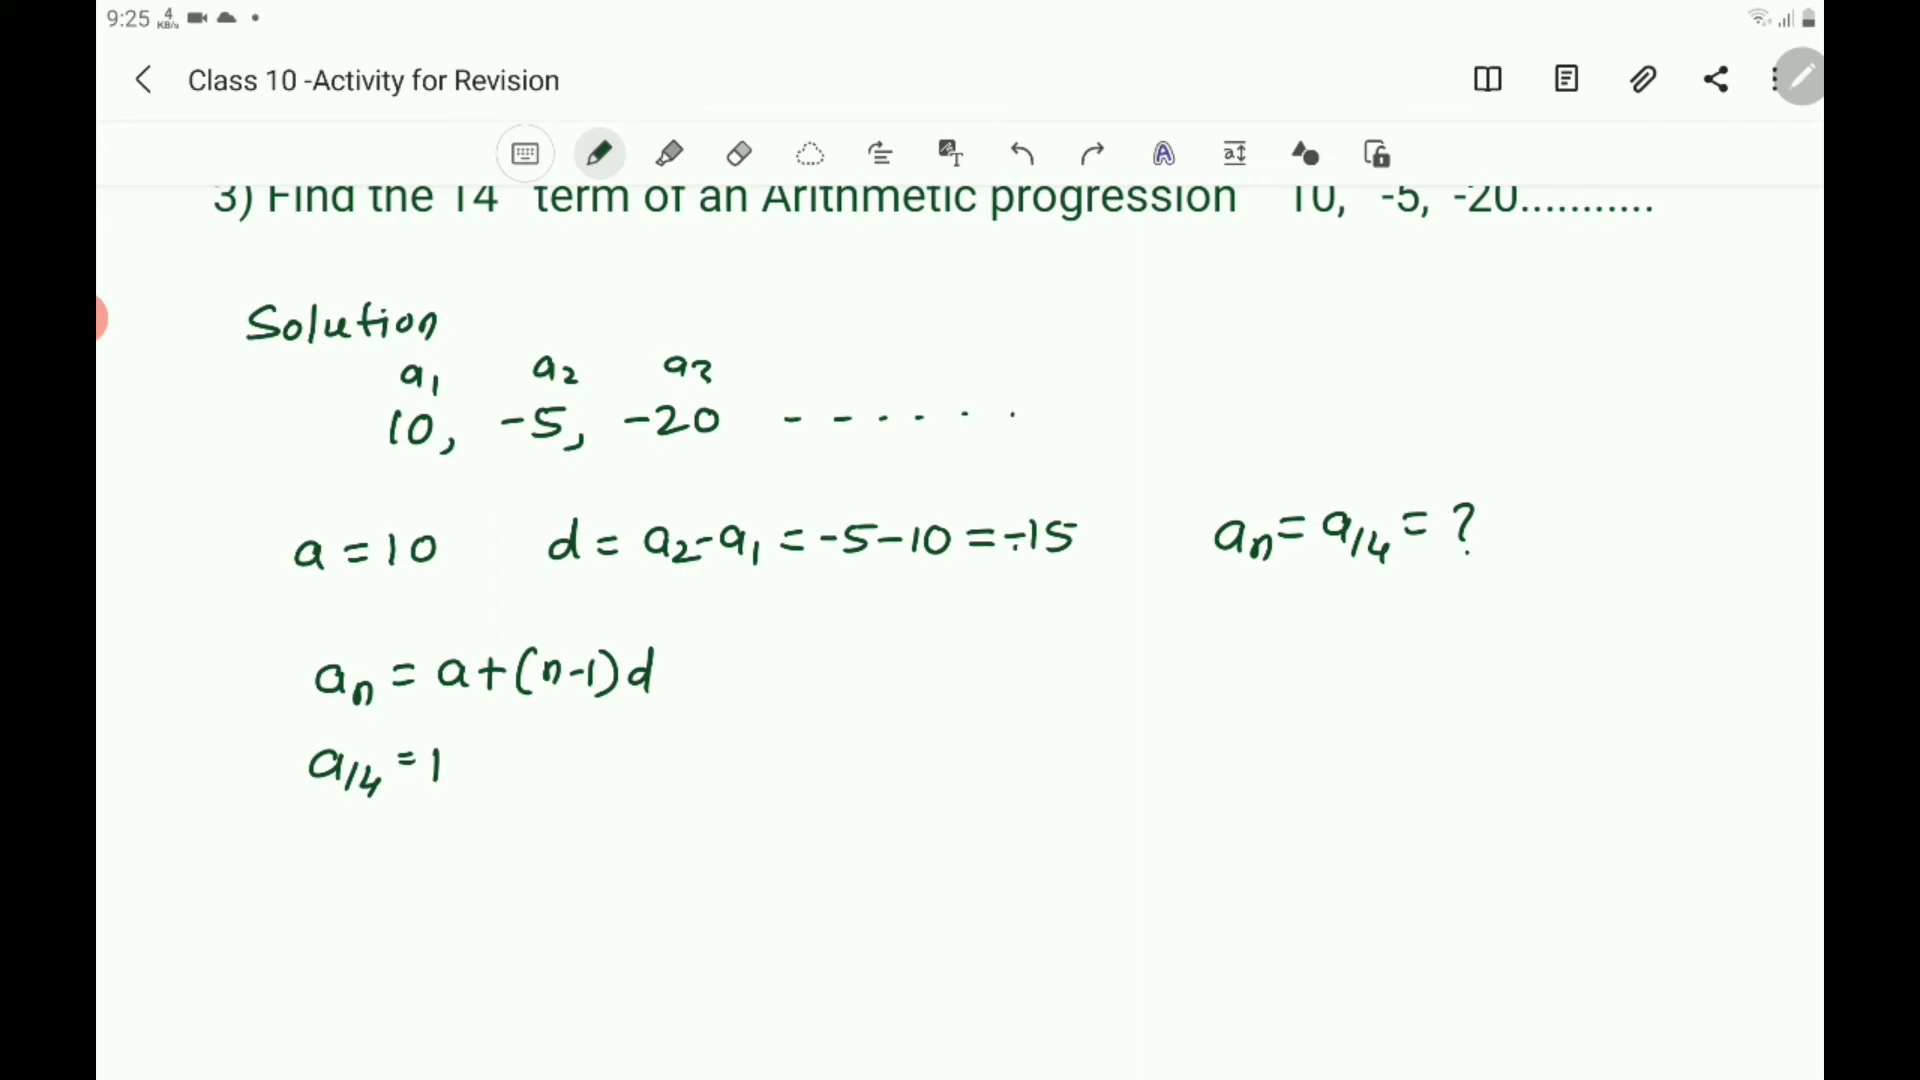 9:25 4 KB/s
Class 10 -Activity for Revision
3) Find the 14 term of an Arithmetic progression 10, -5, -20...........
Solution
a1 a2 a3
10, -5, -20 - - - - - -
a = 10 d = a2-a1 = -5-10 = -15 an = a14 = ?
an = a+(n-1)d
a14 = 1